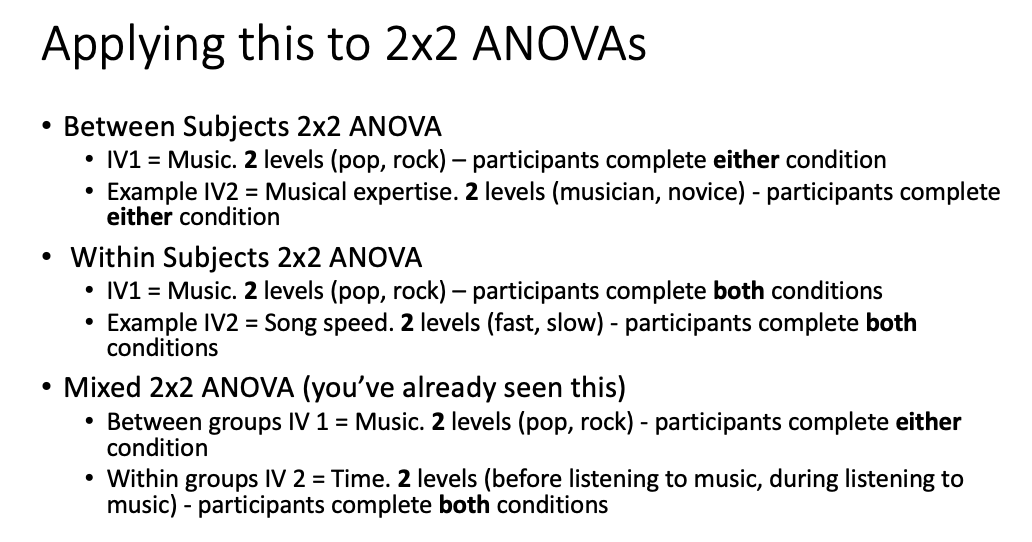 Applying this to 2x2 ANOVAs
• Between Subjects 2x2 ANOVA
• IV1 = Music. 2 levels (pop, rock) – participants complete either condition
• Example IV2 = Musical expertise. 2 levels (musician, novice) - participants complete
either condition
• Within Subjects 2x2 ANOVA
• IV1 = Music. 2 levels (pop, rock) – participants complete both conditions
• Example IV2 = Song speed. 2 levels (fast, slow) - participants complete both
conditions
• Mixed 2x2 ANOVA (you’ve already seen this)
• Between groups IV 1 = Music. 2 levels (pop, rock) - participants complete either
condition
• Within groups IV 2 = Time. 2 levels (before listening to music, during listening to
music) - participants complete both conditions